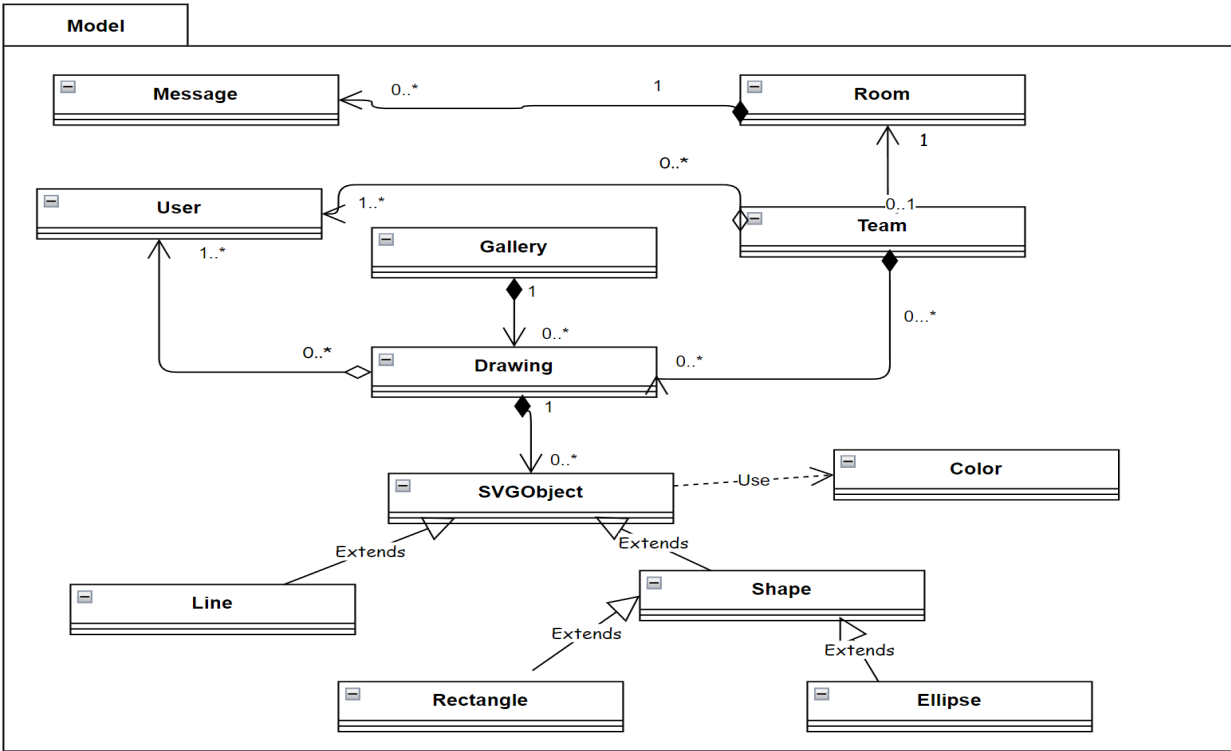 Model
Message
0..*
1
Room
1
0..*
User
1..*
0..1
Team
1..*
Gallery
1
0...*
0..*
0..*
Drawing
0..*
1
0..*
SVGObject
Use
Color
Extends
Extends
Line
Shape
Extends
Extends
Rectangle
Ellipse